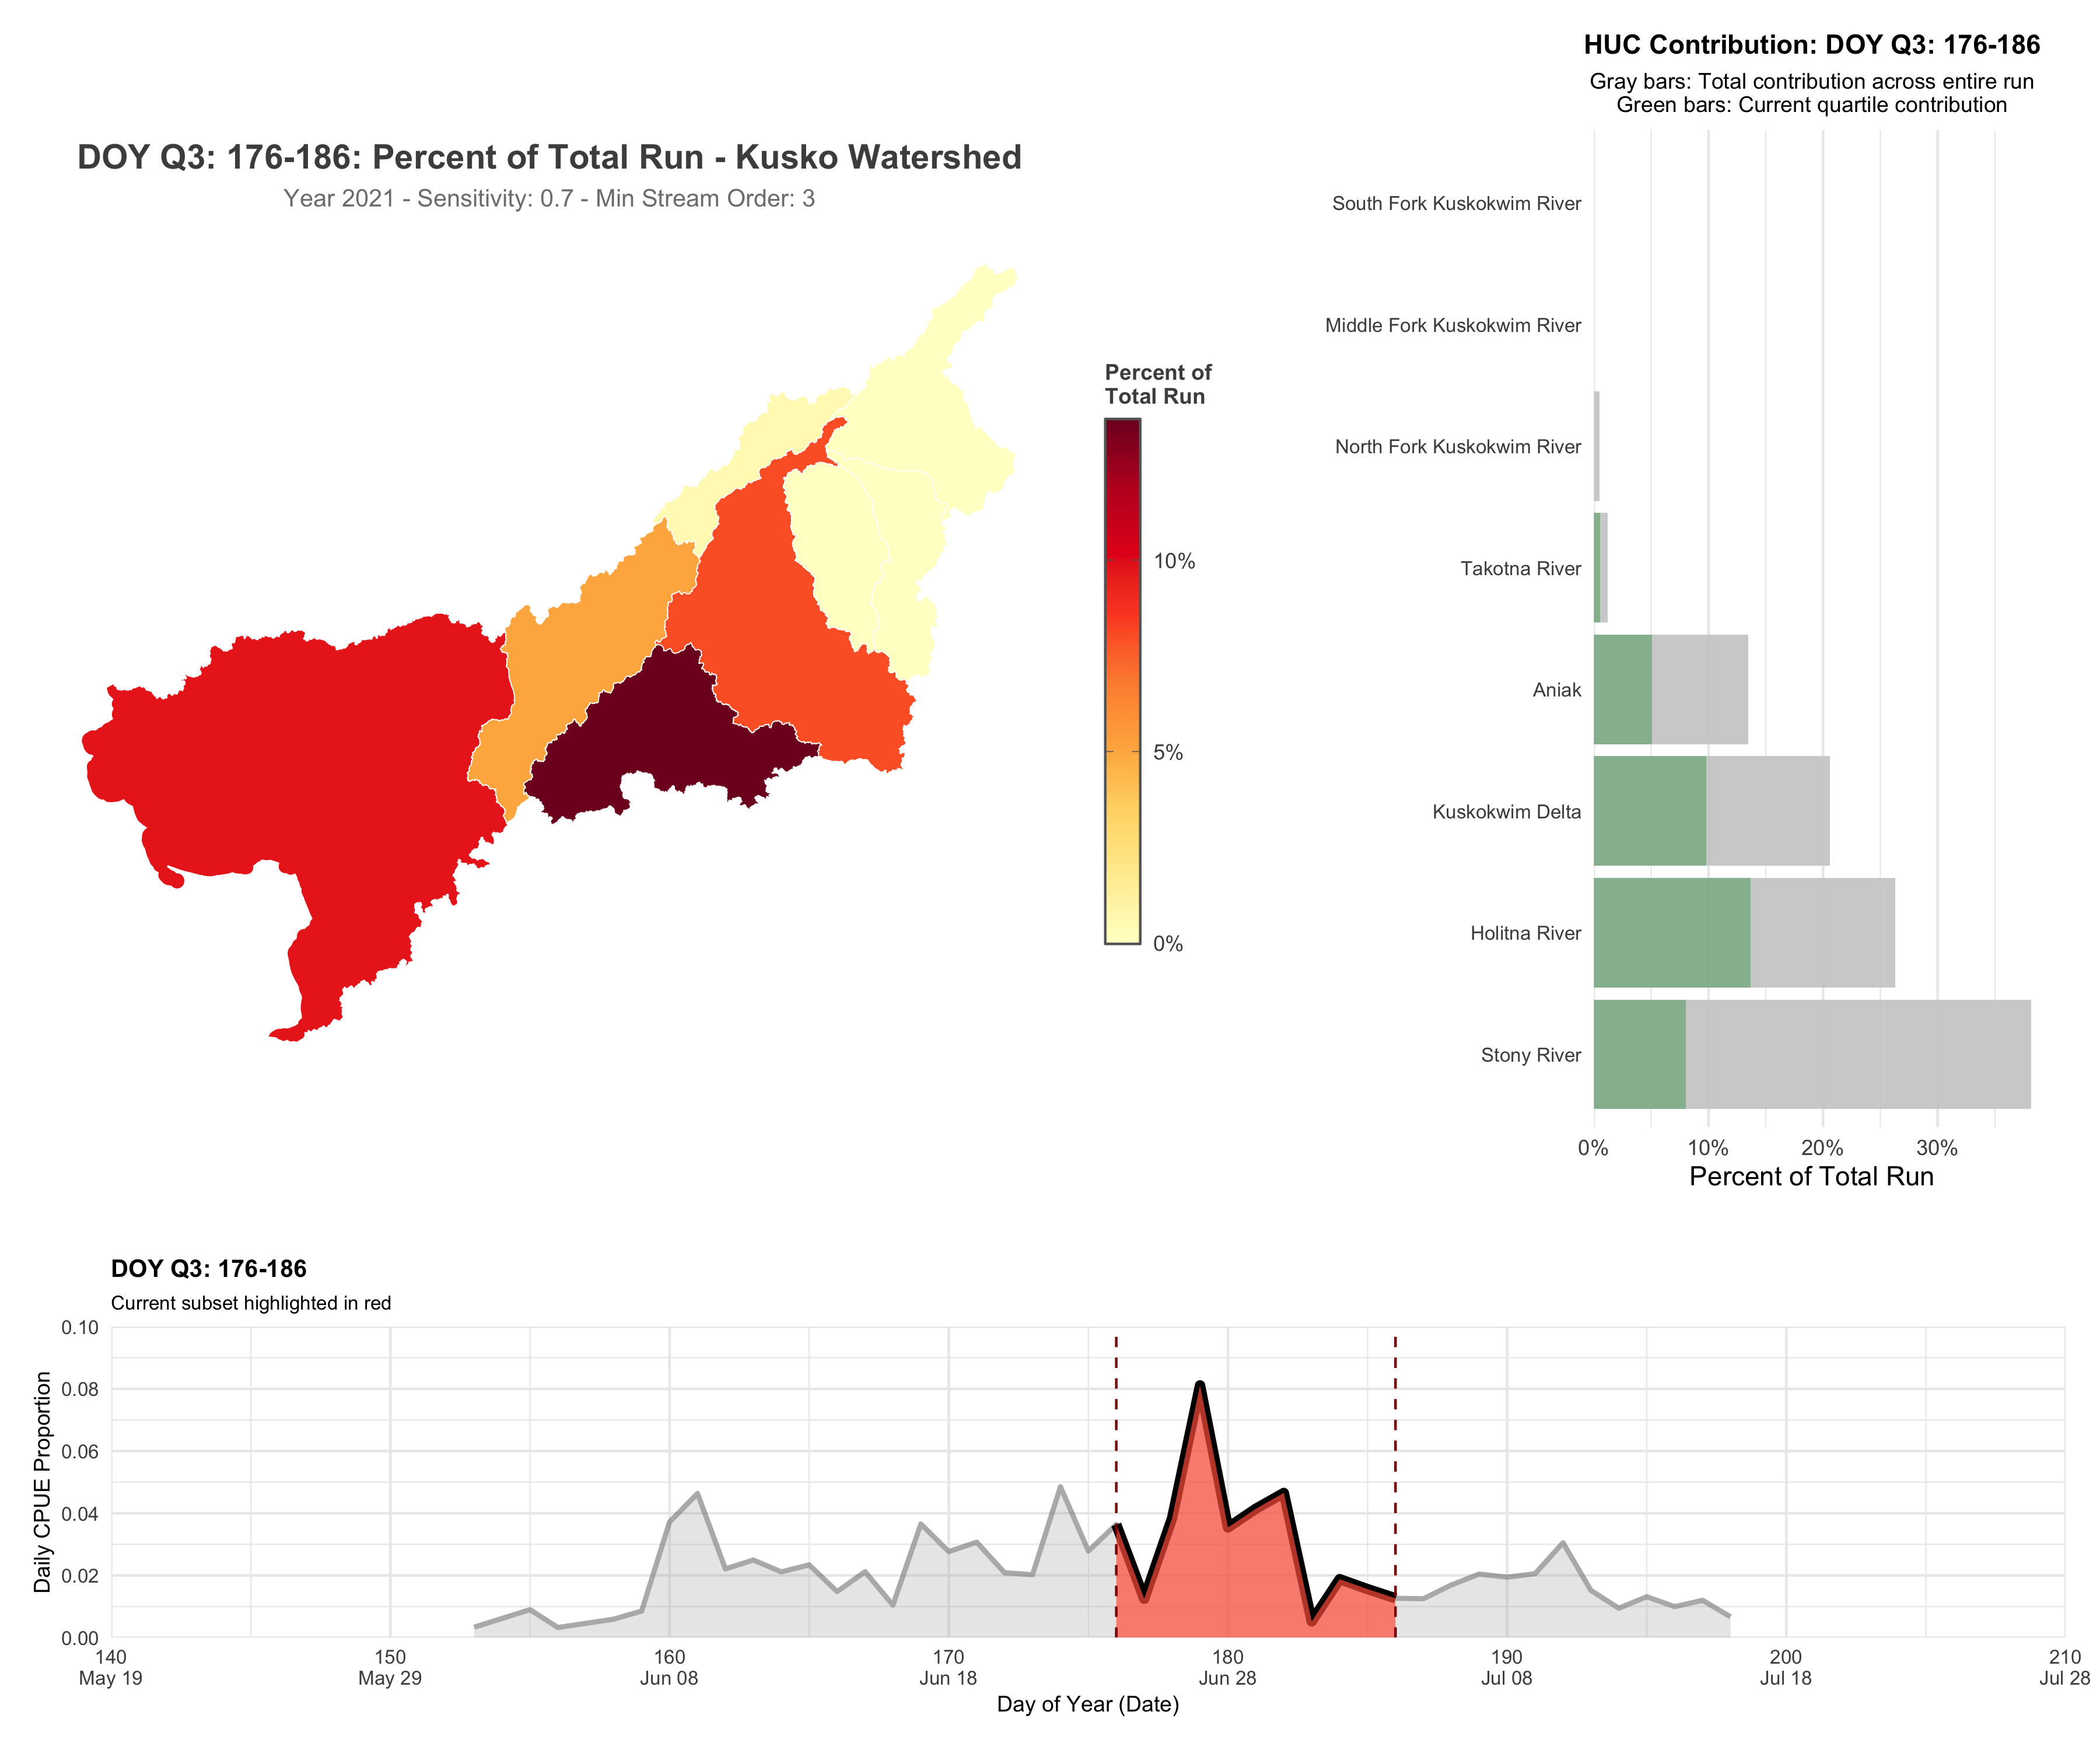 HUC Contribution: DOY Q3: 176-186
Gray bars: Total contribution across entire run
Green bars: Current quartile contribution
DOY Q3: 176-186: Percent of Total Run - Kusko Watershed
Year 2021 - Sensitivity: 0.7 - Min Stream Order: 3
Percent of
Total Run
10%
5%
0%
South Fork Kuskokwim River
Middle Fork Kuskokwim River
North Fork Kuskokwim River
Takotna River
Aniak
Kuskokwim Delta
Holitna River
Stony River
0% 10% 20% 30%
Percent of Total Run
DOY Q3: 176-186
Current subset highlighted in red
Daily CPUE Proportion
0.10
0.08
0.06
0.04
0.02
0.00
140 150 160 170 180 190 200 210
May 19 May 29 Jun 08 Jun 18 Jun 28 Jul 08 Jul 18 Jul 28
Day of Year (Date)